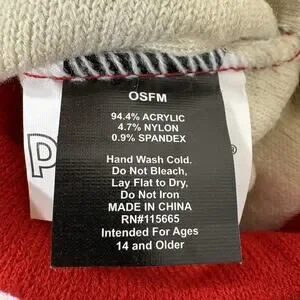 OSFM
94.4% ACRYLIC
4.7% NYLON
0.9% SPANDEX
Hand Wash Cold.
Do Not Bleach,
Lay Flat to Dry,
Do Not Iron
MADE IN CHINA
RN#115665
Intended For Ages
14 and Older